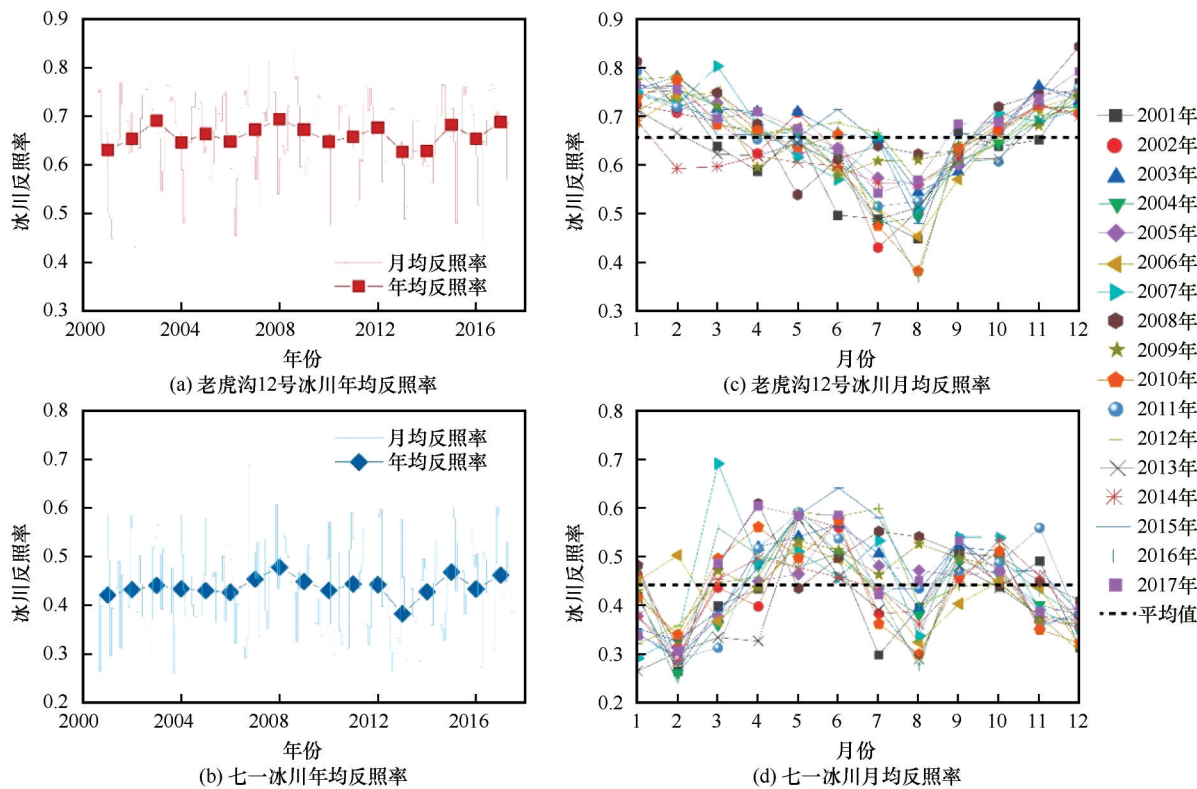 0.9
0.8
0.7
0.6
0.5
0.4
0.3
冰川反照率
月均反照率
年均反照率
2000
2004
2008
2012
2016
年份
(a) 老虎沟12号冰川年均反照率
0.9
0.8
0.7
0.6
0.5
0.4
0.3
冰川反照率
1 2 3 4 5 6 7 8 9 10 11 12
月份
(c) 老虎沟12号冰川月均反照率
0.8
0.7
0.6
0.5
0.4
0.3
0.2
冰川反照率
月均反照率
年均反照率
2000
2004
2008
2012
2016
年份
(b) 七一冰川年均反照率
0.8
0.7
0.6
0.5
0.4
0.3
0.2
冰川反照率
1 2 3 4 5 6 7 8 9 10 11 12
月份
(d) 七一冰川月均反照率
2001年
2002年
2003年
2004年
2005年
2006年
2007年
2008年
2009年
2010年
2011年
2012年
2013年
2014年
2015年
2016年
2017年
平均值